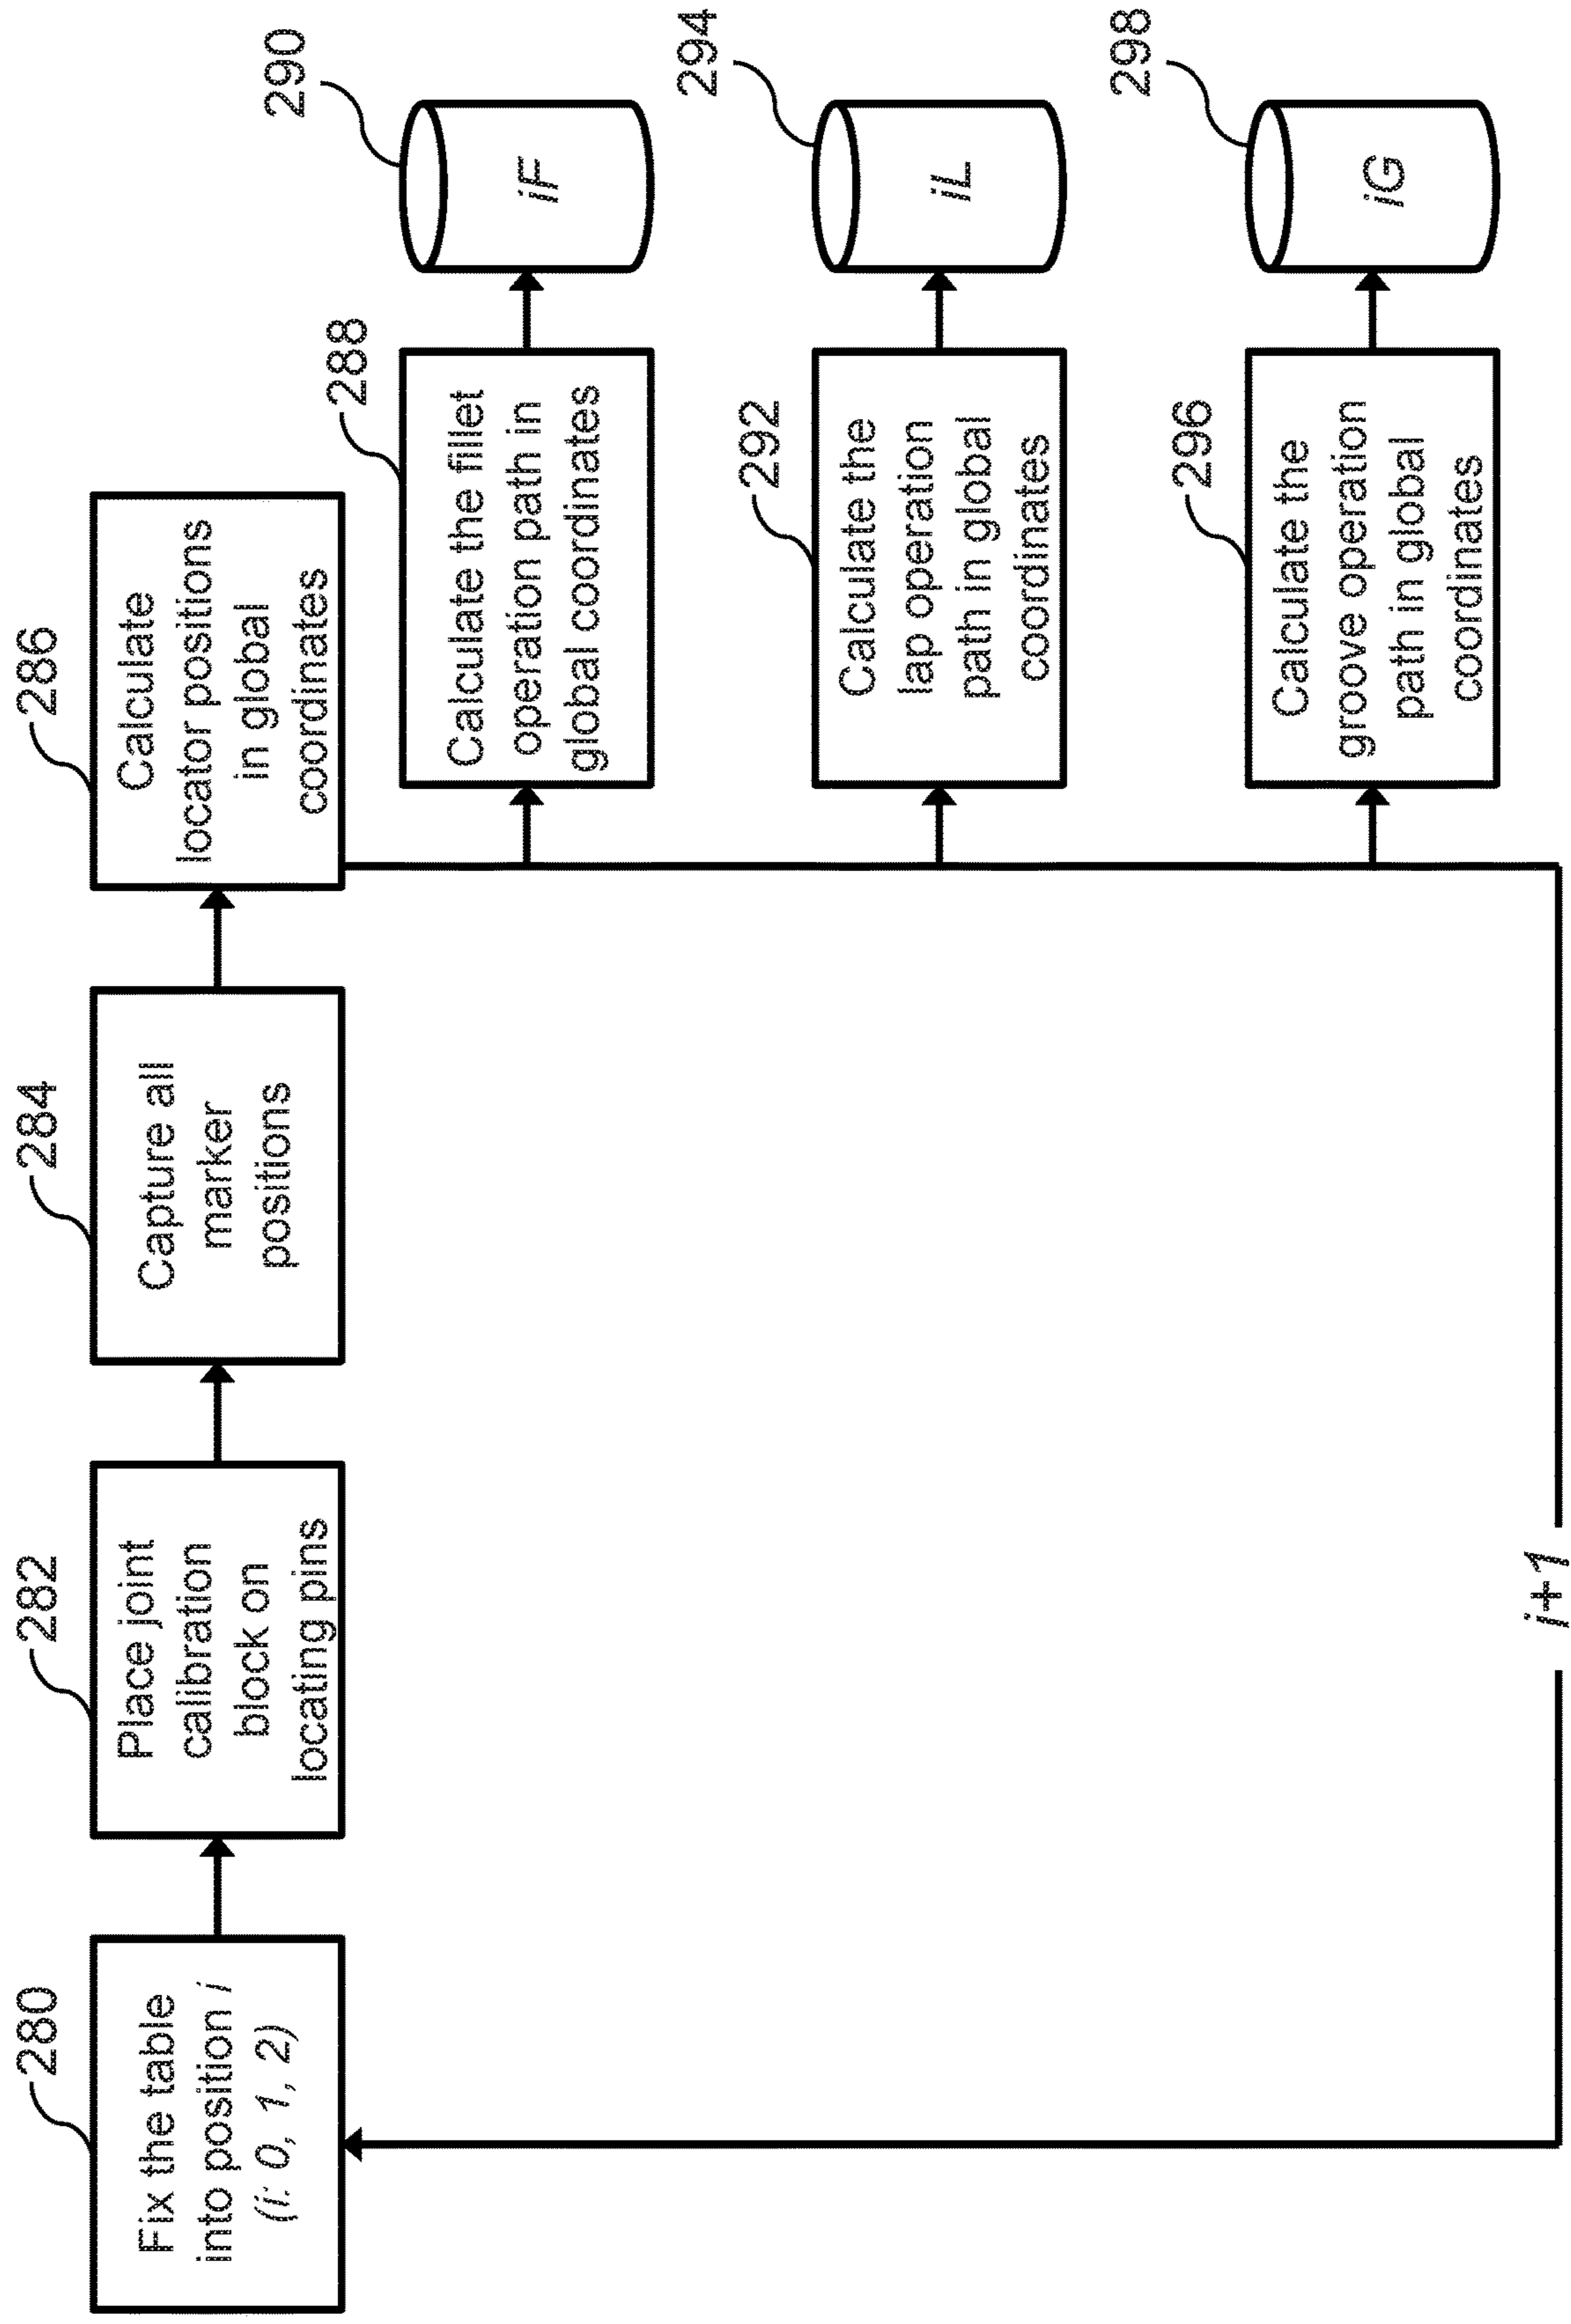 280
Fix the table
into position i
(i: 0, 1, 2)
282
Place joint
calibration
block on
locating pins
284
Capture all
marker
positions
286
Calculate
locator positions
in global
coordinates
288
Calculate the fillet
operation path in
global coordinates
290
iF
292
Calculate the
lap operation
path in global
coordinates
294
iL
296
Calculate the
groove operation
path in global
coordinates
298
iG
i+1